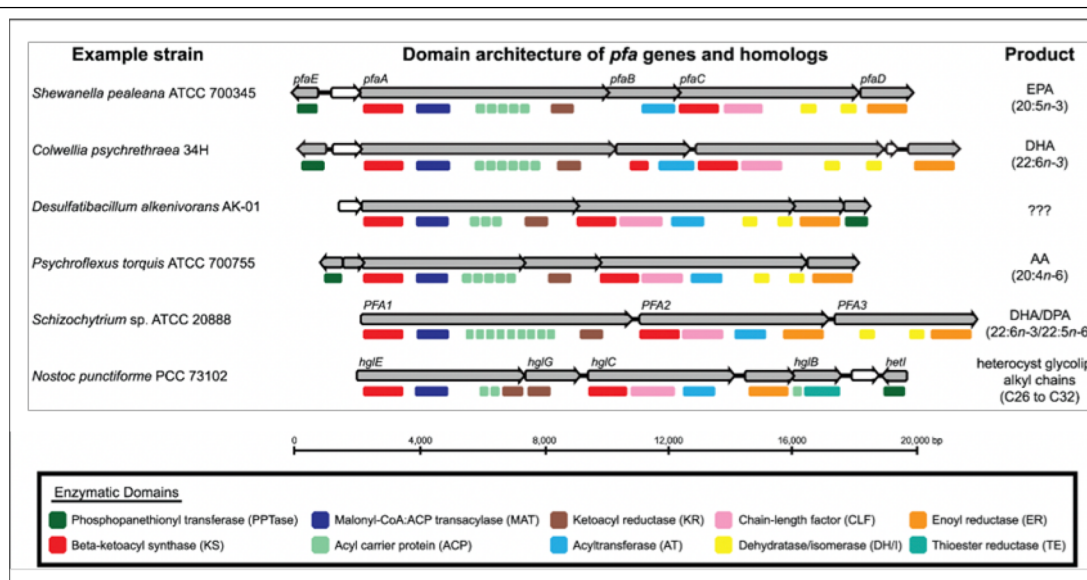 Example strain
Domain architecture of pfa genes and homologs
Product
pfaE
pfaA
pfaB
pfaC
pfaD
Shewanella pealeana ATCC 700345
EPA
(20:5n-3)
Colwellia psychrethraea 34H
DHA
(22:6n-3)
Desulfatibacillum alkenivorans AK-01
???
Psychroflexus torquis ATCC 700755
AA
(20:4n-6)
PFA1
PFA2
PFA3
Schizochytrium sp. ATCC 20888
DHA/DPA
(22:6n-3/22:5n-6
hglE
hglG
hglC
hglB
hetI
Nostoc punctiforme PCC 73102
heterocyst glycolip
alkyl chains
(C26 to C32)
0
4,000
8,000
12,000
16,000
20,000 bp
Enzymatic Domains
Phosphopanethionyl transferase (PPTase)
Malonyl-CoA:ACP transacylase (MAT)
Ketoacyl reductase (KR)
Chain-length factor (CLF)
Enoyl reductase (ER)
Beta-ketoacyl synthase (KS)
Acyl carrier protein (ACP)
Acyltransferase (AT)
Dehydratase/isomerase (DH/I)
Thioester reductase (TE)